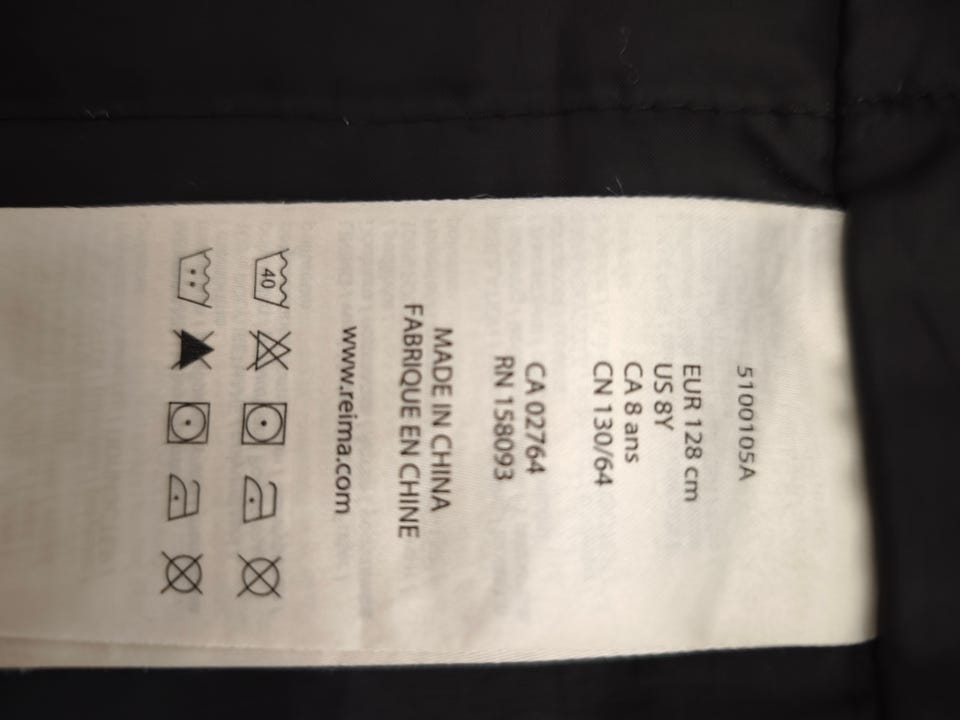 5100105A
EUR 128 cm
US 8Y
CA 8 ans
CN 130/64
CA 02764
RN 158093
MADE IN CHINA
FABRIQUE EN CHINE
www.reima.com
40